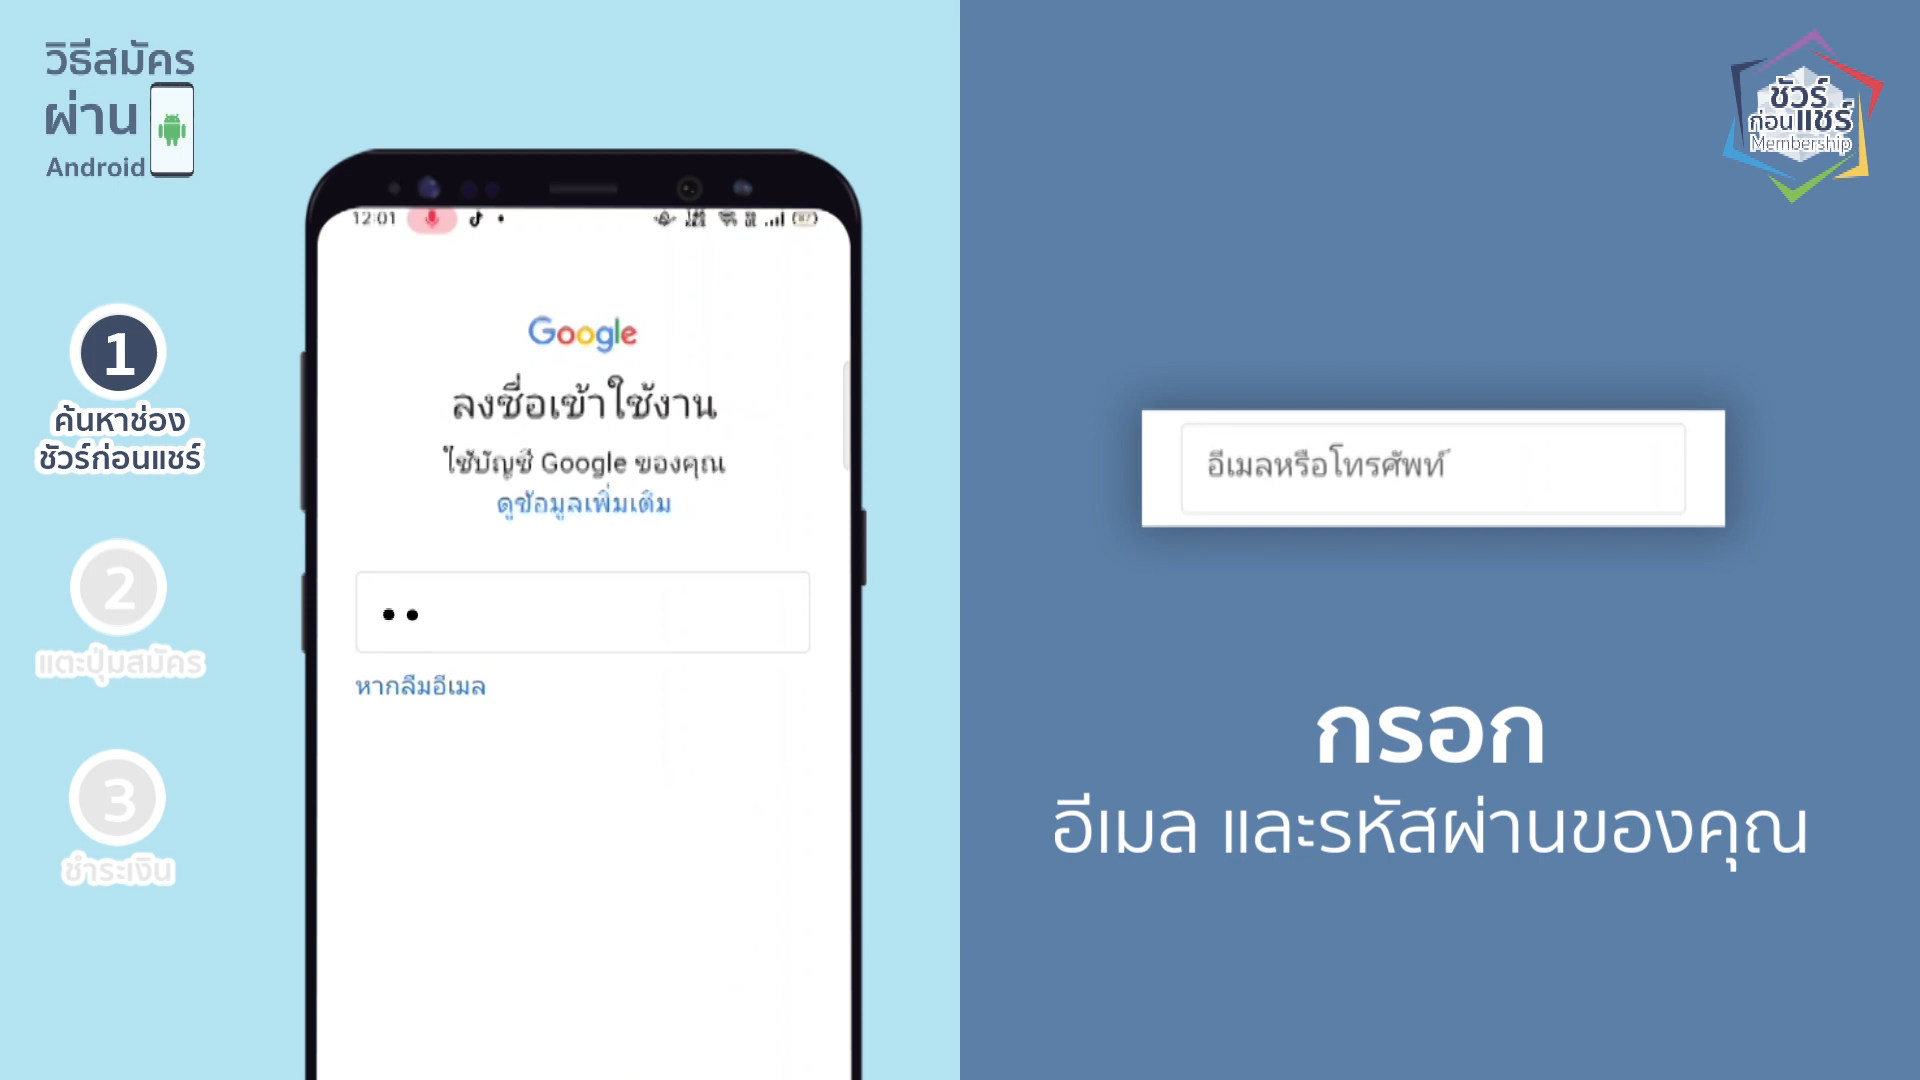 วิธีสมัคร
ผ่าน
Android
1
ค้นหาช่อง
ชัวร์ก่อนแชร์
2
แตะปุ่มสมัคร
3
ชำระเงิน
12:01
Google
ลงชื่อเข้าใช้งาน
ใช้บัญชี Google ของคุณ
ดูข้อมูลเพิ่มเติม
หากลืมอีเมล
ชัวร์
ก่อนแชร์
Membership
อีเมลหรือโทรศัพท์
กรอก
อีเมล และรหัสผ่านของคุณ